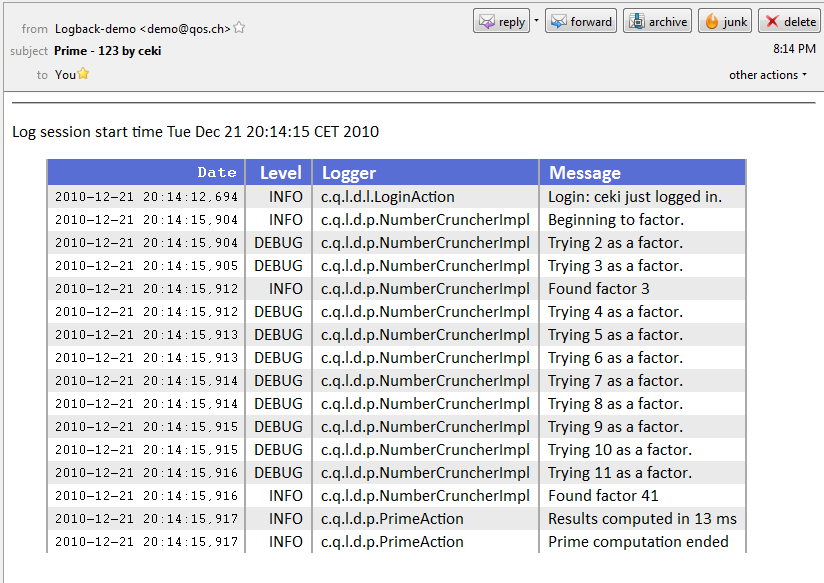 from Logback-demo <demo@qos.ch> reply forward archive junk delete
subject Prime - 123 by ceki 8:14 PM
to You other actions
Log session start time Tue Dec 21 20:14:15 CET 2010
Date Level Logger Message
2010-12-21 20:14:12,694 INFO c.q.l.d.l.LoginAction Login: ceki just logged in.
2010-12-21 20:14:15,904 INFO c.q.l.d.p.NumberCruncherImpl Beginning to factor.
2010-12-21 20:14:15,904 DEBUG c.q.l.d.p.NumberCruncherImpl Trying 2 as a factor.
2010-12-21 20:14:15,905 DEBUG c.q.l.d.p.NumberCruncherImpl Trying 3 as a factor.
2010-12-21 20:14:15,912 INFO c.q.l.d.p.NumberCruncherImpl Found factor 3
2010-12-21 20:14:15,912 DEBUG c.q.l.d.p.NumberCruncherImpl Trying 4 as a factor.
2010-12-21 20:14:15,913 DEBUG c.q.l.d.p.NumberCruncherImpl Trying 5 as a factor.
2010-12-21 20:14:15,913 DEBUG c.q.l.d.p.NumberCruncherImpl Trying 6 as a factor.
2010-12-21 20:14:15,914 DEBUG c.q.l.d.p.NumberCruncherImpl Trying 7 as a factor.
2010-12-21 20:14:15,914 DEBUG c.q.l.d.p.NumberCruncherImpl Trying 8 as a factor.
2010-12-21 20:14:15,915 DEBUG c.q.l.d.p.NumberCruncherImpl Trying 9 as a factor.
2010-12-21 20:14:15,915 DEBUG c.q.l.d.p.NumberCruncherImpl Trying 10 as a factor.
2010-12-21 20:14:15,916 DEBUG c.q.l.d.p.NumberCruncherImpl Trying 11 as a factor.
2010-12-21 20:14:15,916 INFO c.q.l.d.p.NumberCruncherImpl Found factor 41
2010-12-21 20:14:15,917 INFO c.q.l.d.p.PrimeAction Results computed in 13 ms
2010-12-21 20:14:15,917 INFO c.q.l.d.p.PrimeAction Prime computation ended